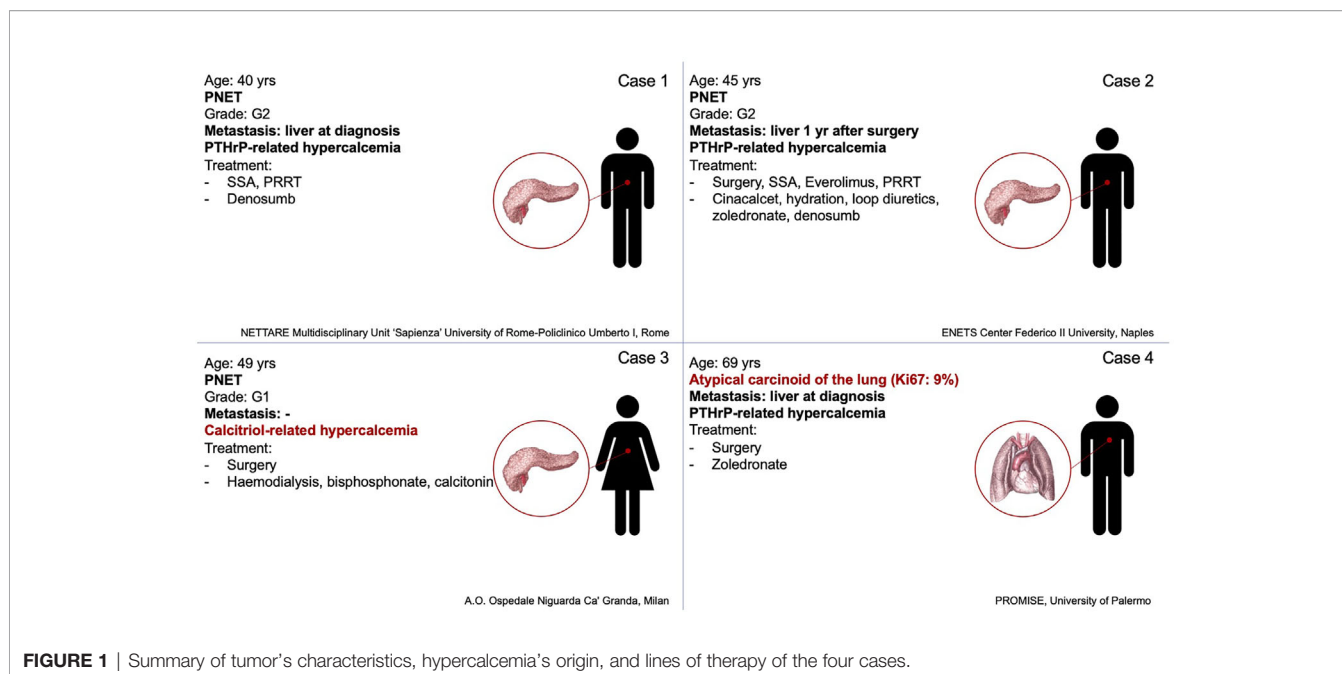 Age: 40 yrs
Case 1
PNET
Grade: G2
Metastasis: liver at diagnosis
PTHrP-related hypercalcemia
Treatment:
- SSA, PRRT
- Denosumb
NETTARE Multidisciplinary Unit 'Sapienza' University of Rome-Policlinico Umberto I, Rome
Age: 45 yrs
Case 2
PNET
Grade: G2
Metastasis: liver 1 yr after surgery
PTHrP-related hypercalcemia
Treatment:
- Surgery, SSA, Everolimus, PRRT
- Cinacalcet, hydration, loop diuretics,
zoledronate, denosumb
ENETS Center Federico II University, Naples
Age: 49 yrs
Case 3
PNET
Grade: G1
Metastasis: -
Calcitriol-related hypercalcemia
Treatment:
- Surgery
- Haemodialysis, bisphosphonate, calcitonin
A.O. Ospedale Niguarda Ca' Granda, Milan
Age: 69 yrs
Case 4
Atypical carcinoid of the lung (Ki67: 9%)
Metastasis: liver at diagnosis
PTHrP-related hypercalcemia
Treatment:
- Surgery
- Zoledronate
PROMISE, University of Palermo
FIGURE 1 | Summary of tumor's characteristics, hypercalcemia's origin, and lines of therapy of the four cases.